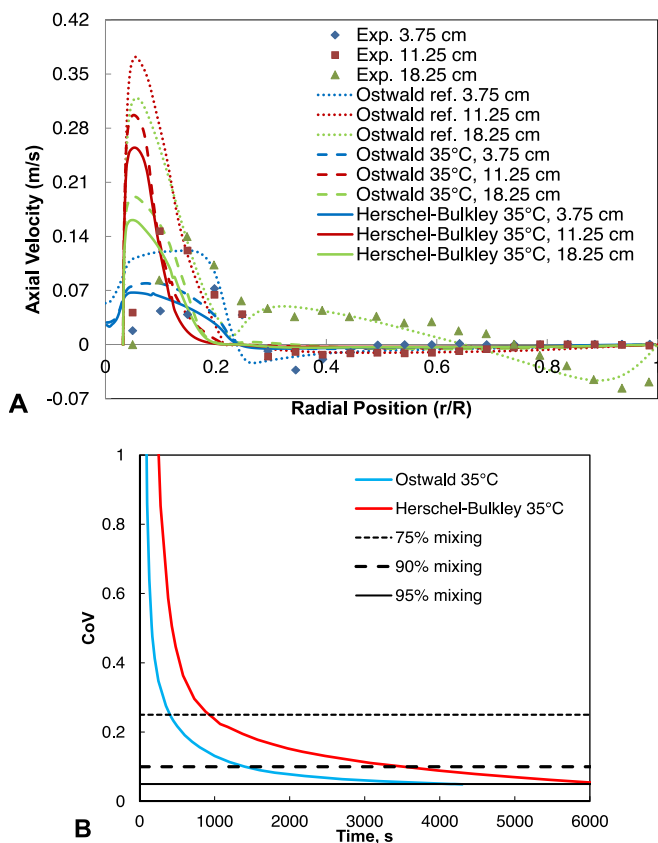 0.42
0.35
0.28
0.21
0.14
0.07
0
-0.07
Axial Velocity (m/s)
Exp. 3.75 cm
Exp. 11.25 cm
Exp. 18.25 cm
Ostwald ref. 3.75 cm
Ostwald ref. 11.25 cm
Ostwald ref. 18.25 cm
Ostwald 35°C, 3.75 cm
Ostwald 35°C, 11.25 cm
Ostwald 35°C, 18.25 cm
Herschel-Bulkley 35°C, 3.75 cm
Herschel-Bulkley 35°C, 11.25 cm
Herschel-Bulkley 35°C, 18.25 cm
0 0.2 0.4 0.6 0.8 1
Radial Position (r/R)
A
1
0.8
0.6
0.4
0.2
0
CoV
Ostwald 35°C
Herschel-Bulkley 35°C
75% mixing
90% mixing
95% mixing
0 1000 2000 3000 4000 5000 6000
Time, s
B